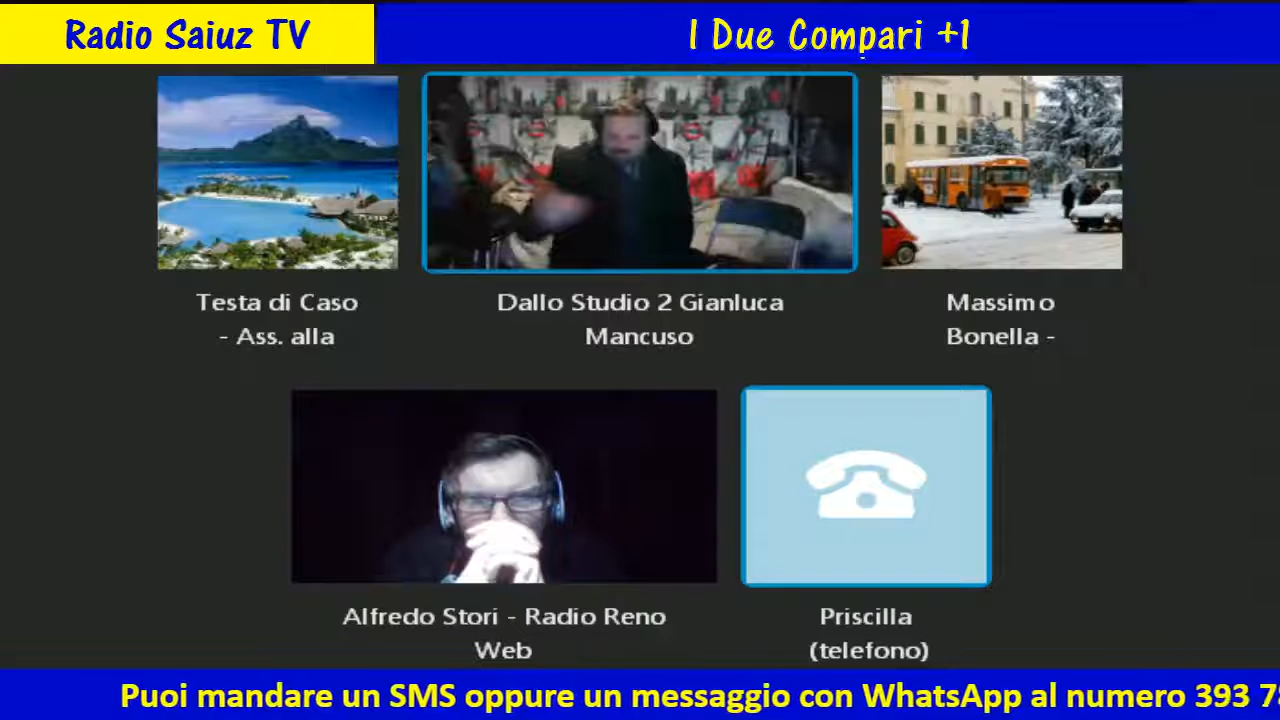 Radio Saiuz TV
I Due Compari +1
Testa di Caso
- Ass. alla
Dallo Studio 2 Gianluca
Mancuso
Massimo
Bonella -
Alfredo Stori - Radio Reno
Web
Priscilla
(telefono)
Puoi mandare un SMS oppure un messaggio con WhatsApp al numero 393